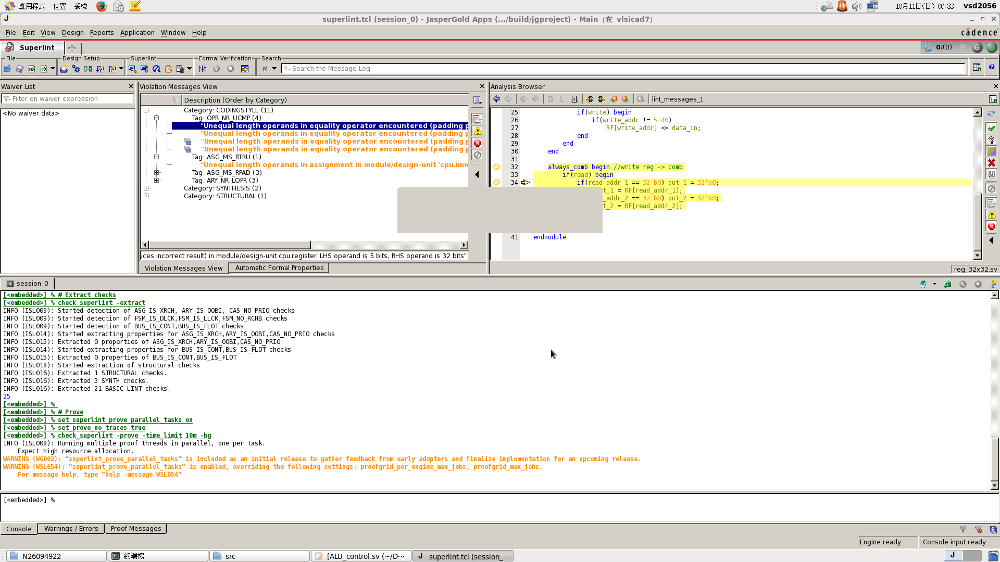 應用程式 位置 系統
10月11日(日) 00:33 vsd2056
superlint.tcl (session_0) - JasperGold Apps (.../build/jgproject) - Main (在 vlsicad7)
File Edit View Design Reports Application Window Help
cādence
Superlint
0/(0)
File Design Setup Superlint Formal Verification Search
M Search the Message Log
Waiver List
Filter on waiver expression
<No waiver data>
Violation Messages View
Description (Order by Category)
Category: CODINGSTYLE (11)
Tag: OPR_NR_UCMP (4)
"Unequal length operands in equality operator encountered (padding p
"Unequal length operands in equality operator encountered (padding p
"Unequal length operands in equality operator encountered (padding p
"Unequal length operands in equality operator encountered (padding p
Tag: ASG_MS_RTRU (1)
"Unequal length operands in assignment in module/design-unit 'cpu.imm
Tag: ASG_MS_RPAD (3)
Tag: ARY_NR_LOPR (3)
Category: SYNTHESIS (2)
Category: STRUCTURAL (1)
uces incorrect result) in module/design-unit cpu.register. LHS operand is 5 bits, RHS operand is 32 bits"
Violation Messages View Automatic Formal Properties
Analysis Browser
D L lint_messages_1
25 if(write) begin
26 if(write_addr != 5'd0)
27 RF[write_addr] <= data_in;
28 end
29 end
30 end
31
32 always_comb begin //write reg -> comb
33 if(read) begin
34 if(read_addr_1 == 32'b0) out_1 = 32'b0;
t_1 = RF[read_addr_1];
_addr_2 == 32'b0) out_2 = 32'b0;
t_2 = RF[read_addr_2];
41 endmodule
reg_32x32.sv
session_0
[<embedded>] % # Extract checks
[<embedded>] % check_superlint -extract
INFO (ISL009): Started detection of ASG_IS_XRCH, ARY_IS_OOBI, CAS_NO_PRIO checks
INFO (ISL009): Started detection of FSM_IS_DLCK,FSM_IS_LLCK,FSM_NO_RCHB checks
INFO (ISL009): Started detection of BUS_IS_CONT,BUS_IS_FLOT checks
INFO (ISL014): Started extracting properties for ASG_IS_XRCH,ARY_IS_OOBI,CAS_NO_PRIO checks
INFO (ISL015): Extracted 0 properties of ASG_IS_XRCH,ARY_IS_OOBI,CAS_NO_PRIO
INFO (ISL014): Started extracting properties for BUS_IS_CONT,BUS_IS_FLOT checks
INFO (ISL015): Extracted 0 properties of BUS_IS_CONT,BUS_IS_FLOT
INFO (ISL018): Started extraction of structural checks
INFO (ISL016): Extracted 1 STRUCTURAL checks.
INFO (ISL016): Extracted 3 SYNTH checks.
INFO (ISL016): Extracted 21 BASIC LINT checks.
25
[<embedded>] %
[<embedded>] % # Prove
[<embedded>] % set_superlint_prove_parallel_tasks on
[<embedded>] % set_prove_no_traces true
[<embedded>] % check_superlint -prove -time_limit 10m -bg
INFO (ISL008): Running multiple proof threads in parallel, one per task.
Expect high resource allocation.
WARNING (WG002): "superlint_prove_parallel_tasks" is included as an initial release to gather feedback from early adopters and finalize implementation for an upcoming release.
WARNING (WSL054): "superlint_prove_parallel_tasks" is enabled, overriding the following settings: proofgrid_per_engine_max_jobs, proofgrid_max_jobs.
For message help, type "help -message WSL054"
[<embedded>] %
Console Warnings / Errors Proof Messages
Engine ready Console input ready
N26094922 終端機 src [ALU_control.sv (~/D-··· superlint.tcl (session_-···